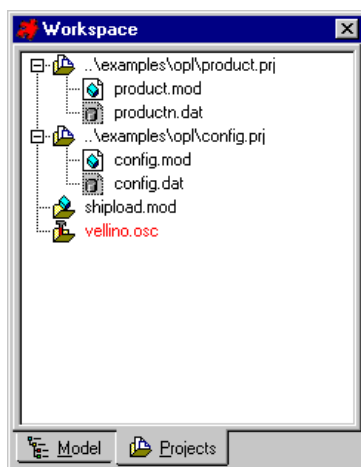 Workspace
..\examples\opl\product.prj
product.mod
productn.dat
..\examples\opl\config.prj
config.mod
config.dat
shipload.mod
vellino.osc
Model Projects